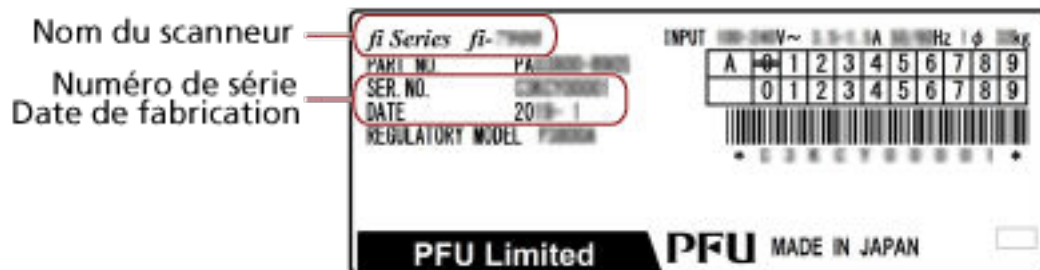 Nom du scanneur
Numéro de série
Date de fabrication
fi Series fi-
PART NO. PA
SER. NO.
DATE 20
REGULATORY MODEL
INPUT V~ A Hz 1 φ kg
A 0 1 2 3 4 5 6 7 8 9
0 1 2 3 4 5 6 7 8 9
PFU Limited
PFU MADE IN JAPAN